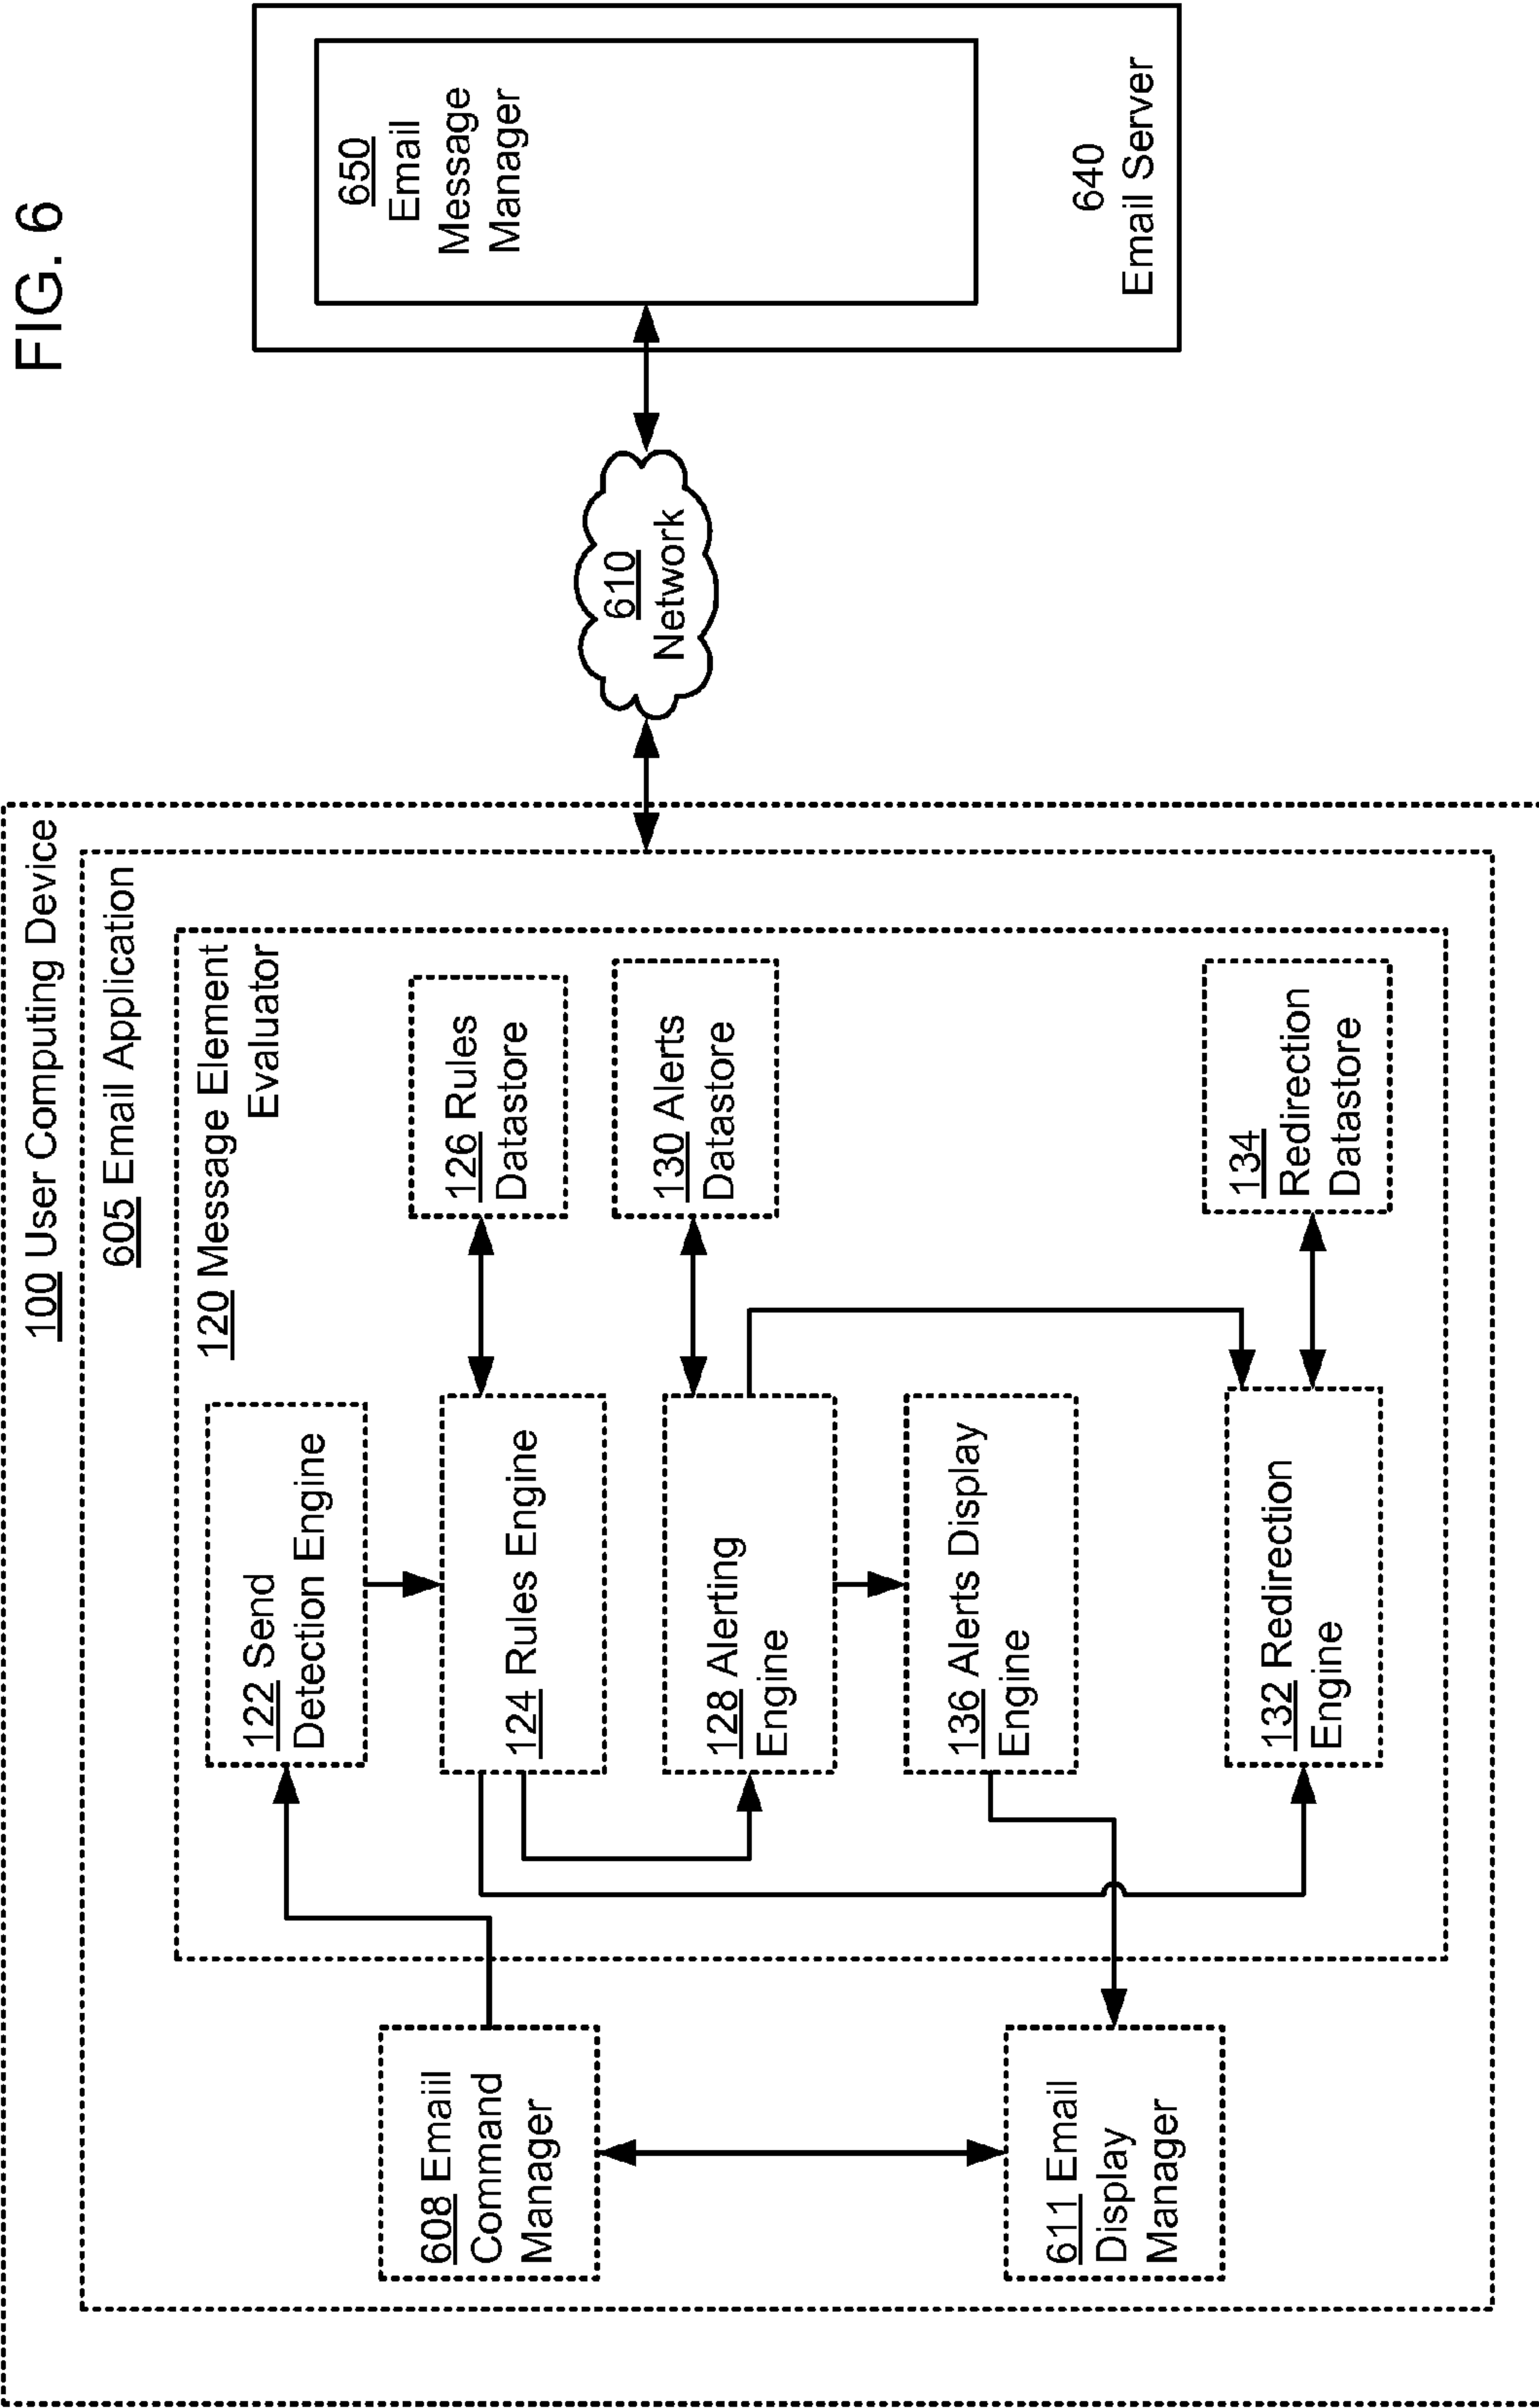 FIG. 6
100 User Computing Device
605 Email Application
120 Message Element
Evaluator
608 Emaiil
Command
Manager
611 Email
Display
Manager
122 Send
Detection Engine
124 Rules Engine
128 Alerting
Engine
136 Alerts Display
Engine
132 Redirection
Engine
126 Rules
Datastore
130 Alerts
Datastore
134
Redirection
Datastore
610
Network
650
Email
Message
Manager
640
Email Server